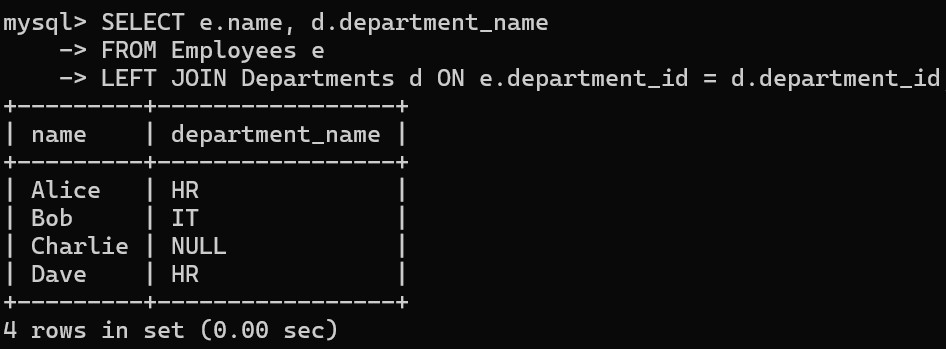 mysql> SELECT e.name, d.department_name
    -> FROM Employees e
    -> LEFT JOIN Departments d ON e.department_id = d.department_id
+---------+-----------------+
| name    | department_name |
+---------+-----------------+
| Alice   | HR              |
| Bob     | IT              |
| Charlie | NULL            |
| Dave    | HR              |
+---------+-----------------+
4 rows in set (0.00 sec)